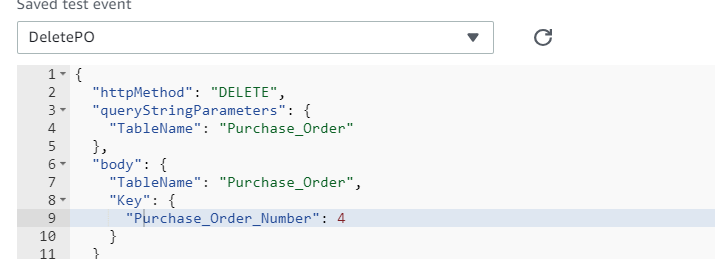 Saved test event
DeletePO
1 {
2 "httpMethod": "DELETE",
3 "queryStringParameters": {
4 "TableName": "Purchase_Order"
5 },
6 "body": {
7 "TableName": "Purchase_Order",
8 "Key": {
9 "Purchase_Order_Number": 4
10 }
11 }